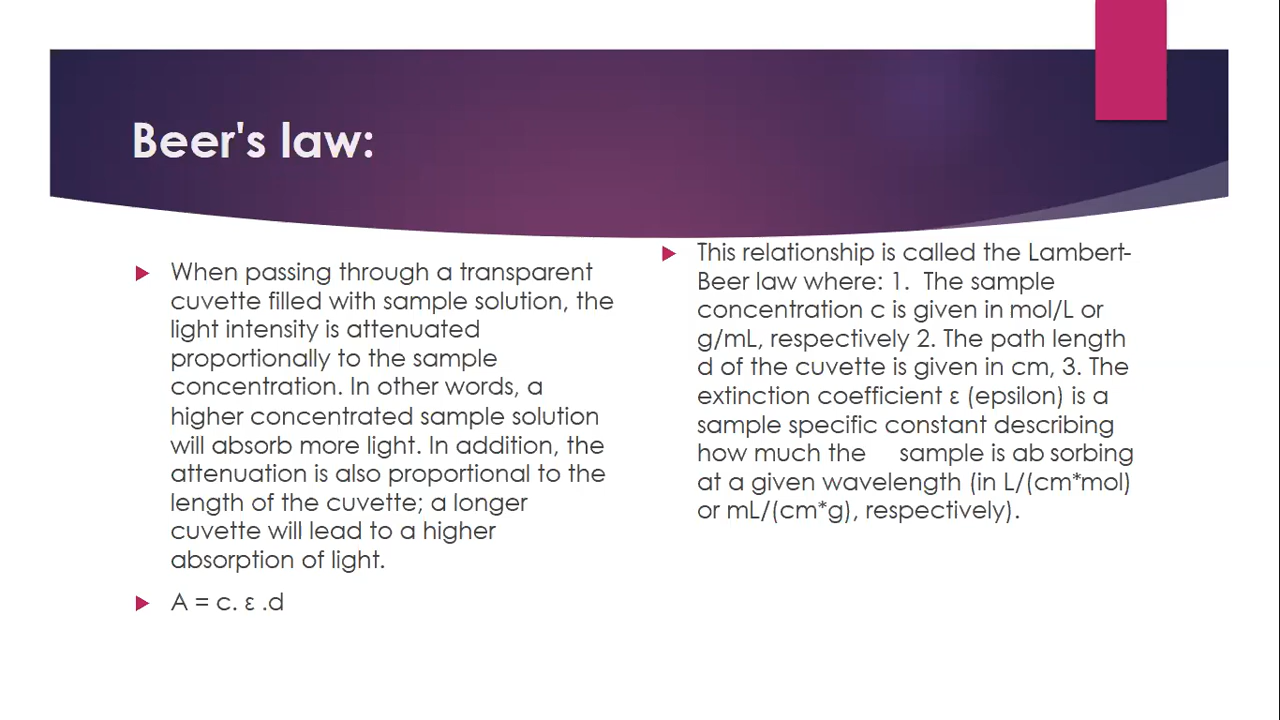 Beer's law:
When passing through a transparent
cuvette filled with sample solution, the
light intensity is attenuated
proportionally to the sample
concentration. In other words, a
higher concentrated sample solution
will absorb more light. In addition, the
attenuation is also proportional to the
length of the cuvette; a longer
cuvette will lead to a higher
absorption of light.
A = c. ε .d
This relationship is called the Lambert-
Beer law where: 1.  The sample
concentration c is given in mol/L or
g/mL, respectively 2. The path length
d of the cuvette is given in cm, 3. The
extinction coefficient ε (epsilon) is a
sample specific constant describing
how much the    sample is ab sorbing
at a given wavelength (in L/(cm*mol)
or mL/(cm*g), respectively).